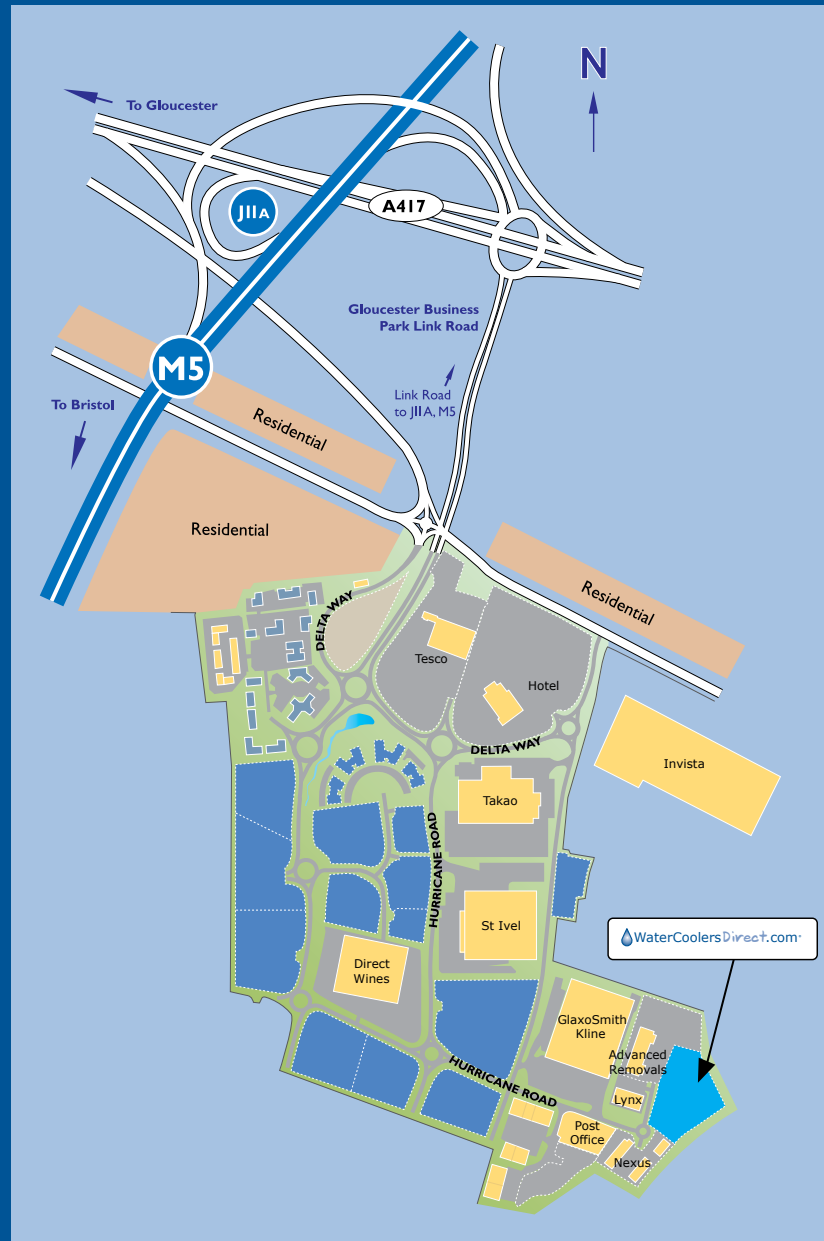 N
To Gloucester
J11A
A417
Gloucester Business
Park Link Road
M5
Link Road
to J11A, M5
To Bristol
Residential
Residential
Residential
DELTA WAY
Tesco
Hotel
DELTA WAY
Invista
Takao
HURRICANE ROAD
St Ivel
WaterCoolersDirect.com
Direct
Wines
GlaxoSmith
Kline
Advanced
Removals
HURRICANE ROAD
Lynx
Post
Office
Nexus